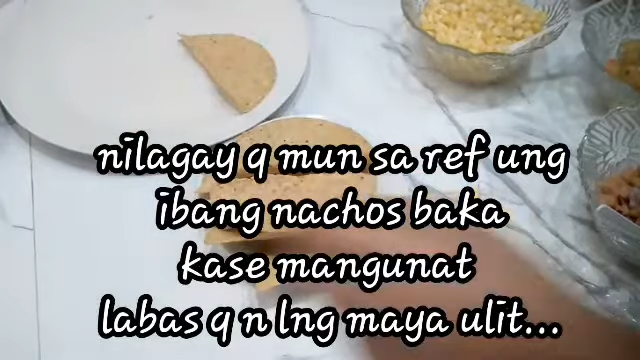 nilagay q mun sa ref ung
ibang nachos baka
kase mangunat
labas q n lng maya ulit...